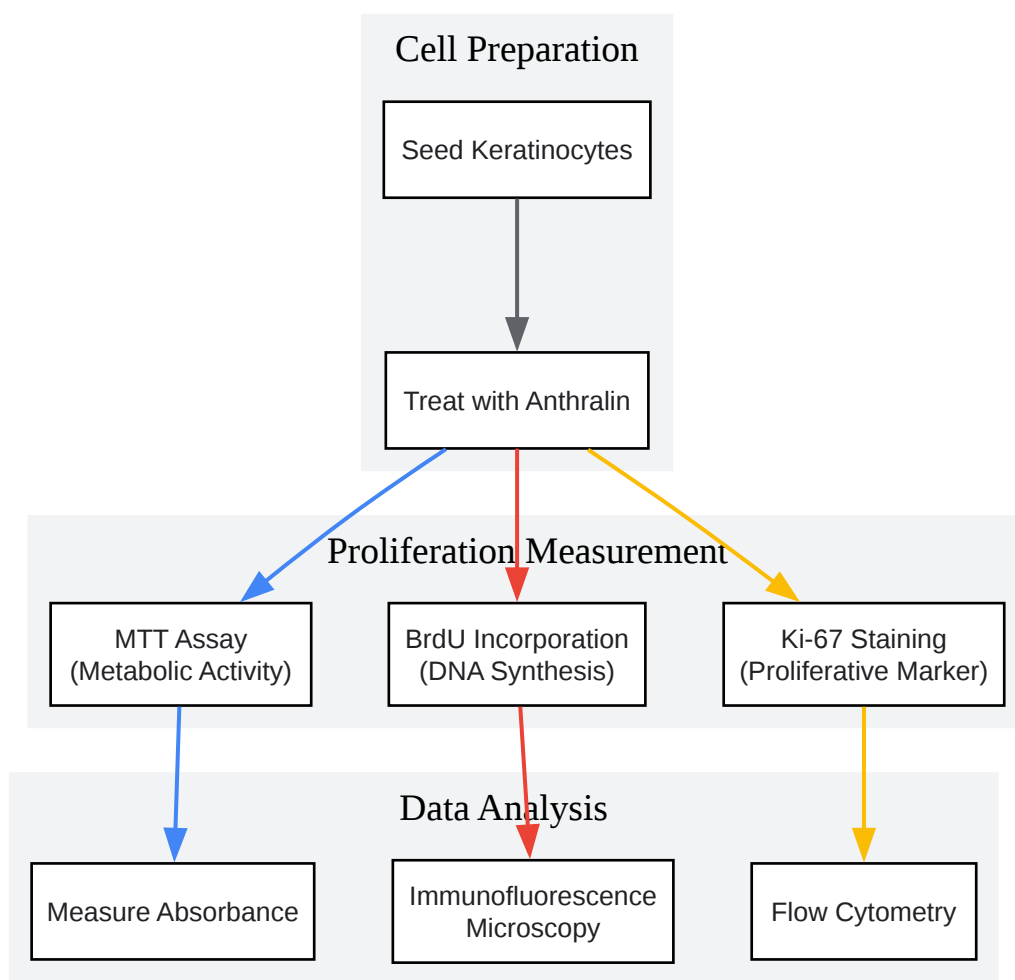 Cell Preparation
Seed Keratinocytes
Treat with Anthralin
Proliferation Measurement
MTT Assay
(Metabolic Activity)
BrdU Incorporation
(DNA Synthesis)
Ki-67 Staining
(Proliferative Marker)
Data Analysis
Measure Absorbance
Immunofluorescence
Microscopy
Flow Cytometry